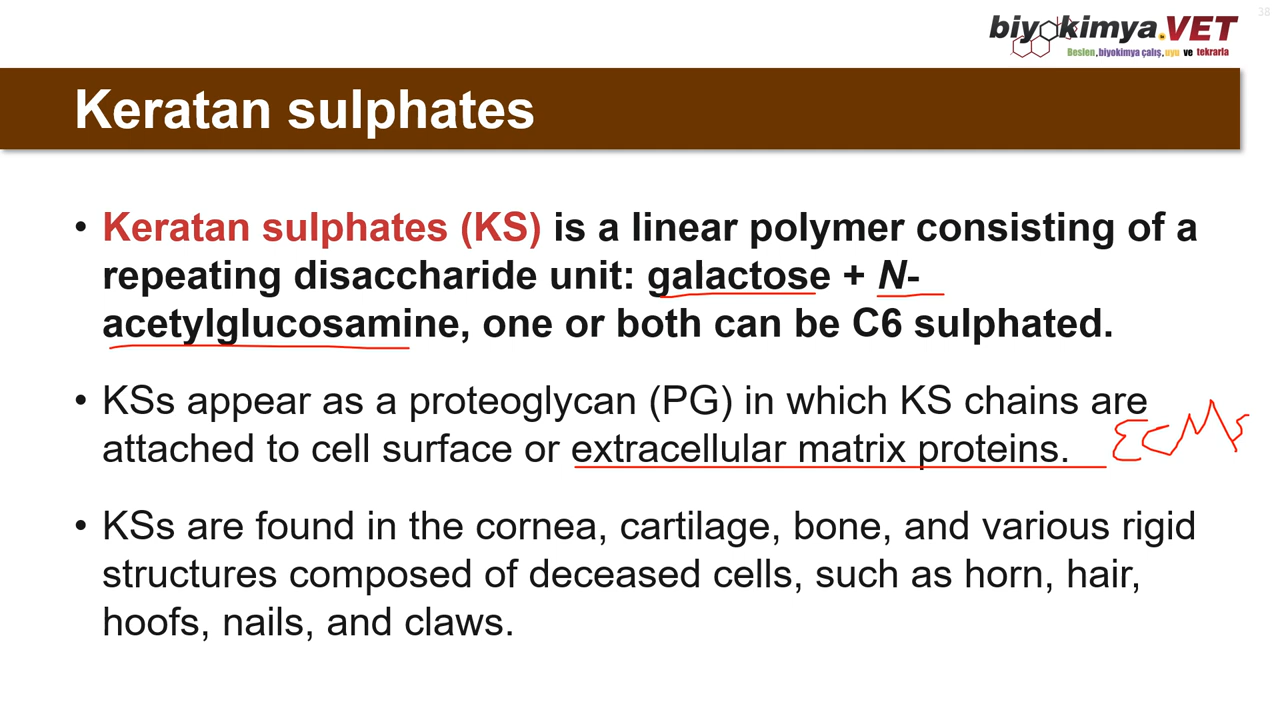 38
biyokimya.VET
Beslen, biyokimya çalış, uyu ve tekrarla
Keratan sulphates
• Keratan sulphates (KS) is a linear polymer consisting of a
repeating disaccharide unit: galactose + N-
acetylglucosamine, one or both can be C6 sulphated.
• KSs appear as a proteoglycan (PG) in which KS chains are
attached to cell surface or extracellular matrix proteins.
ECMs
• KSs are found in the cornea, cartilage, bone, and various rigid
structures composed of deceased cells, such as horn, hair,
hoofs, nails, and claws.